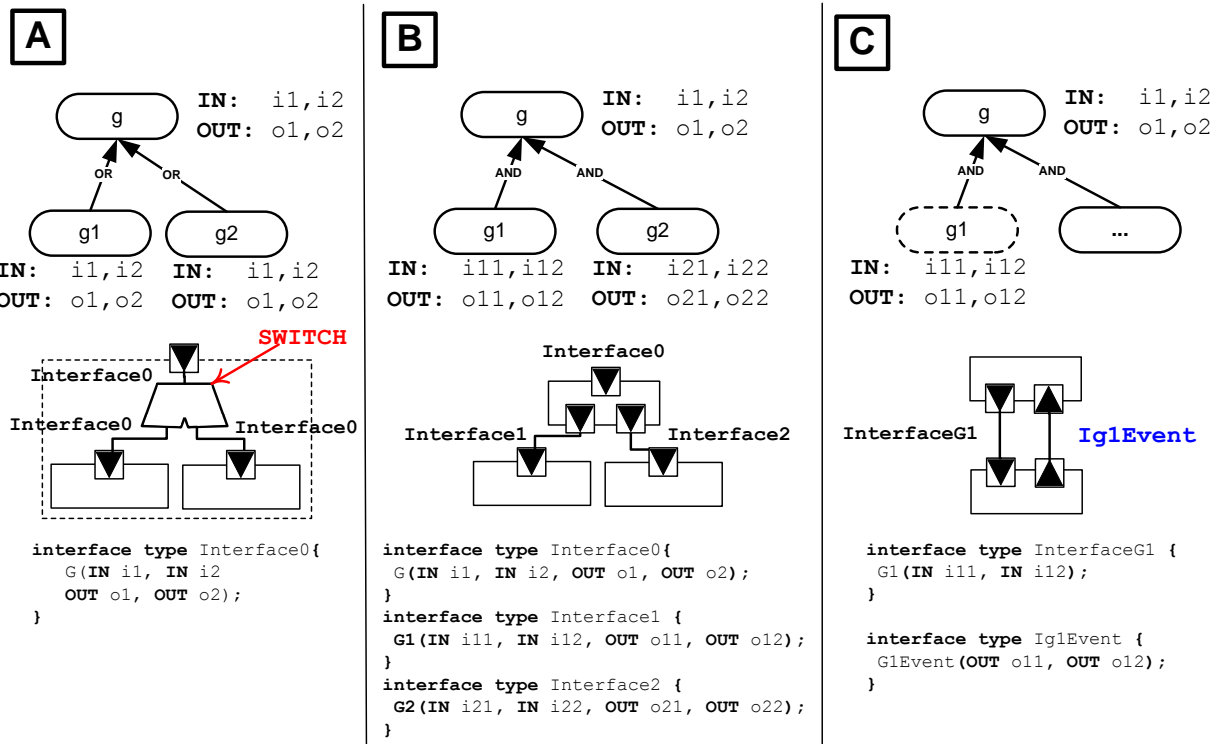 A
g
IN: i1,i2
OUT: o1,o2
OR
OR
g1
g2
IN: i1,i2
OUT: o1,o2
IN: i1,i2
OUT: o1,o2
SWITCH
Interface0
Interface0
Interface0
interface type Interface0{
G(IN i1, IN i2
OUT o1, OUT o2);
}
B
g
IN: i1,i2
OUT: o1,o2
AND
AND
g1
g2
IN: i11,i12
OUT: o11,o12
IN: i21,i22
OUT: o21,o22
Interface0
Interface1
Interface2
interface type Interface0{
G(IN i1, IN i2, OUT o1, OUT o2);
}
interface type Interface1 {
G1(IN i11, IN i12, OUT o11, OUT o12);
}
interface type Interface2 {
G2(IN i21, IN i22, OUT o21, OUT o22);
}
C
g
IN: i1,i2
OUT: o1,o2
AND
AND
g1
...
IN: i11,i12
OUT: o11,o12
InterfaceG1
Ig1Event
interface type InterfaceG1 {
G1(IN i11, IN i12);
}
interface type Ig1Event {
G1Event(OUT o11, OUT o12);
}